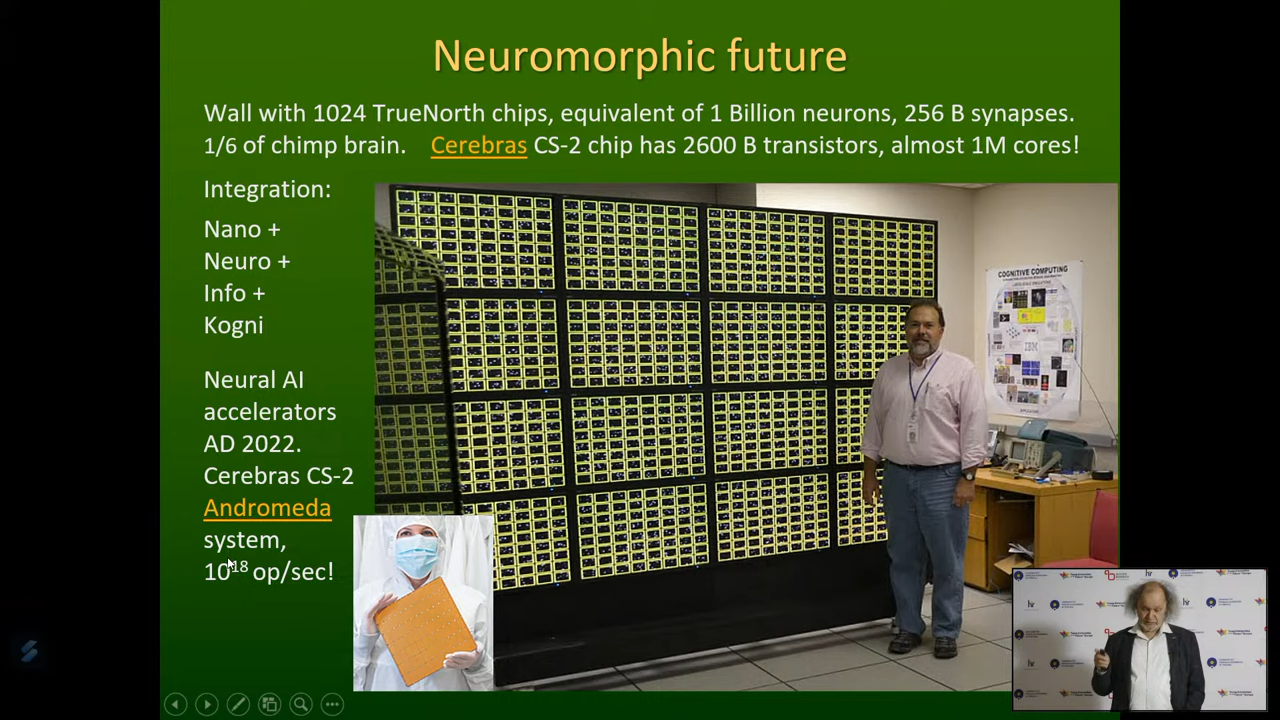 Neuromorphic future
Wall with 1024 TrueNorth chips, equivalent of 1 Billion neurons, 256 B synapses.
1/6 of chimp brain. Cerebras CS-2 chip has 2600 B transistors, almost 1M cores!
Integration:
Nano +
Neuro +
Info +
Kogni
Neural AI
accelerators
AD 2022.
Cerebras CS-2
Andromeda
system,
10¹⁸ op/sec!
COGNITIVE COMPUTING
IBM